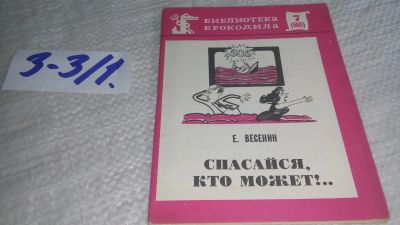 3-3/1.
БИБЛИОТЕКА
КРОКОДИЛА
7
Е. ВЕСЕНИН
СПАСАЙСЯ,
КТО МОЖЕТ!..